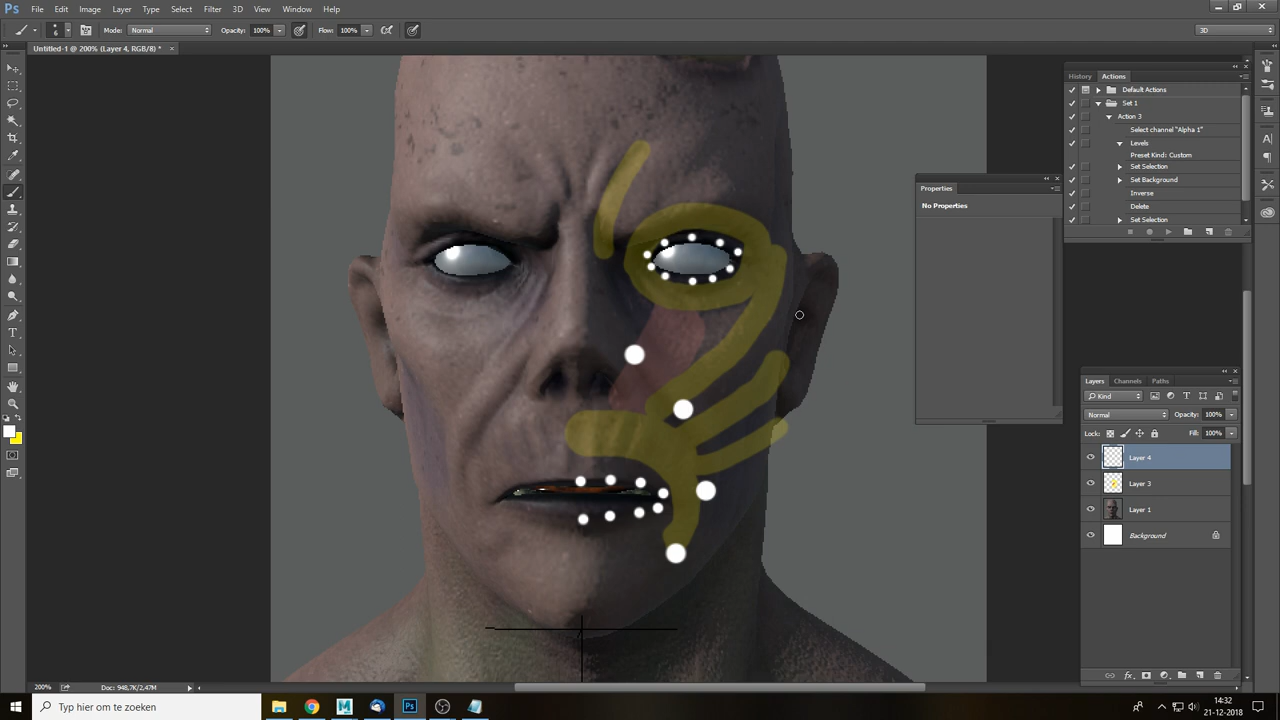 Ps File Edit Image Layer Type Select Filter 3D View Window Help
6 Mode: Normal Opacity: 100% Flow: 100% 3D
Untitled-1 @ 200% (Layer 4, RGB/8) * ×
History Actions
Default Actions
Set 1
Action 3
Select channel "Alpha 1"
Levels
Preset Kind: Custom
Set Selection
Set Background
Inverse
Delete
Set Selection
Properties
No Properties
Layers Channels Paths
Kind
Normal Opacity: 100%
Lock: Fill: 100%
Layer 4
Layer 3
Layer 1
Background
fx
200% Doc: 948,7K/2,47M
Typ hier om te zoeken
14:32
21-12-2018